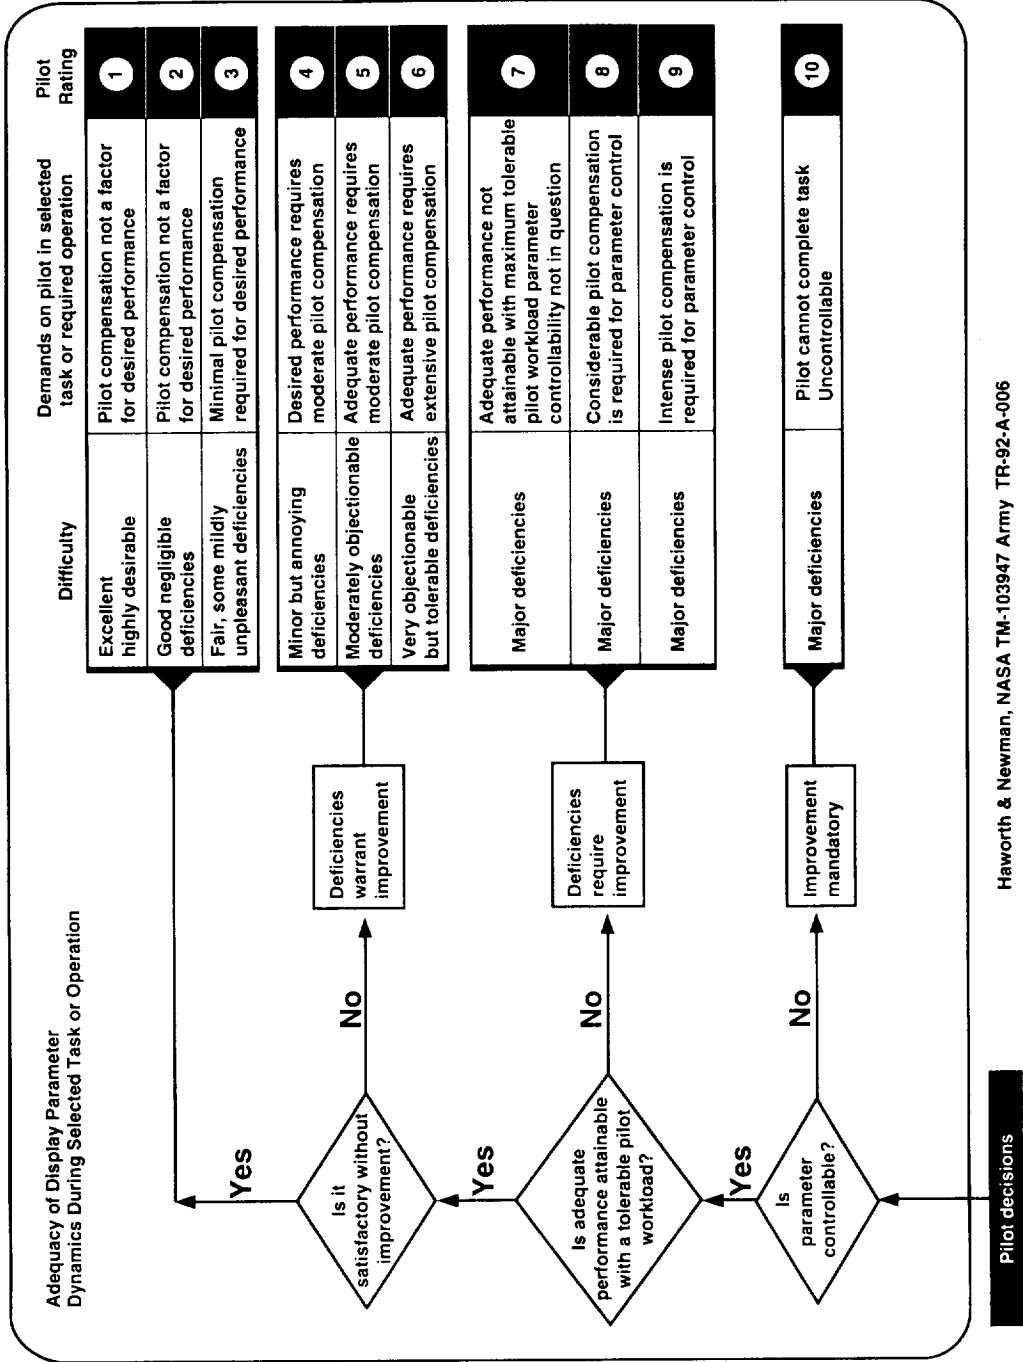 Adequacy of Display Parameter
Dynamics During Selected Task or Operation
Difficulty
Demands on pilot in selected
task or required operation
Pilot
Rating
Excellent
highly desirable
Pilot compensation not a factor
for desired performance
1
Good negligible
deficiencies
Pilot compensation not a factor
for desired performance
2
Fair, some mildly
unpleasant deficiencies
Minimal pilot compensation
required for desired performance
3
Yes
Is it
satisfactory without
improvement?
No
Deficiencies
warrant
improvement
Minor but annoying
deficiencies
Desired performance requires
moderate pilot compensation
4
Moderately objectionable
deficiencies
Adequate performance requires
moderate pilot compensation
5
Very objectionable
but tolerable deficiencies
Adequate performance requires
extensive pilot compensation
6
Yes
Is adequate
performance attainable
with a tolerable pilot
workload?
No
Deficiencies
require
improvement
Major deficiencies
Adequate performance not
attainable with maximum tolerable
pilot workload parameter
controllability not in question
7
Major deficiencies
Considerable pilot compensation
is required for parameter control
8
Major deficiencies
Intense pilot compensation is
required for parameter control
9
Yes
Is
parameter
controllable?
No
Improvement
mandatory
Major deficiencies
Pilot cannot complete task
Uncontrollable
10
Pilot decisions
Haworth & Newman, NASA TM-103947 Army TR-92-A-006